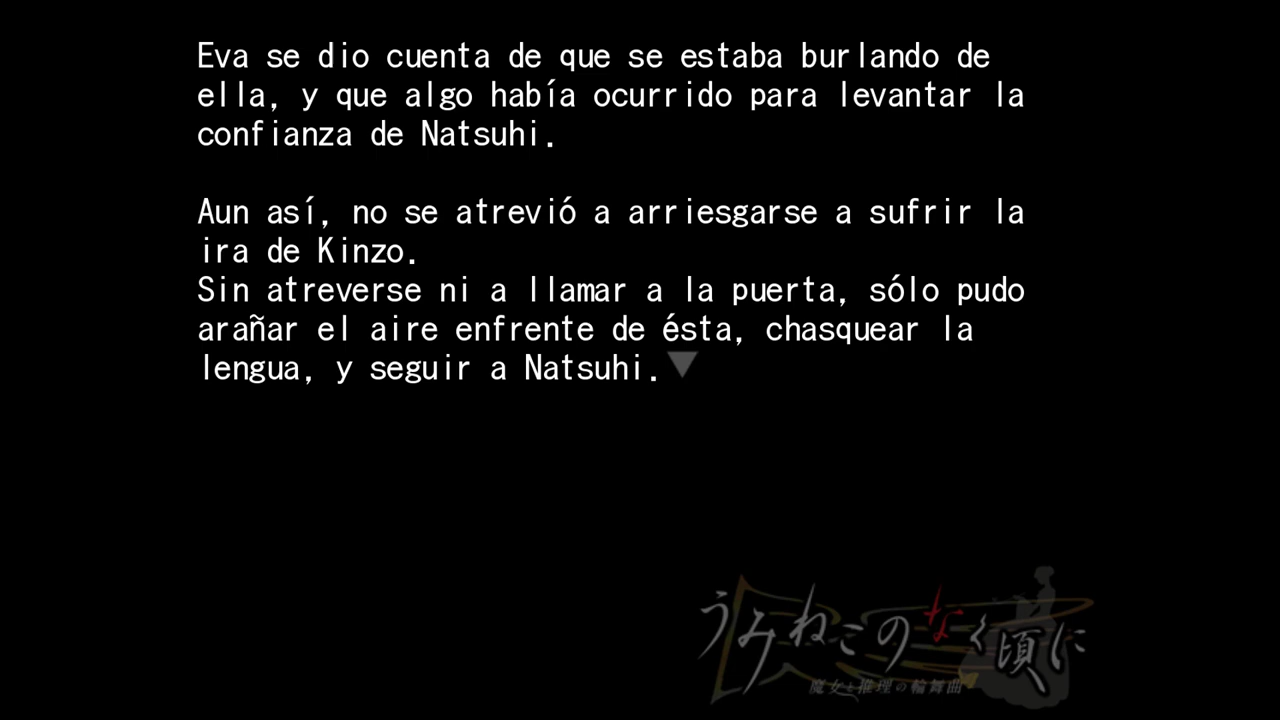 Eva se dio cuenta de que se estaba burlando de
ella, y que algo había ocurrido para levantar la
confianza de Natsuhi.
Aun así, no se atrevió a arriesgarse a sufrir la
ira de Kinzo.
Sin atreverse ni a llamar a la puerta, sólo pudo
arañar el aire enfrente de ésta, chasquear la
lengua, y seguir a Natsuhi.
うみねこのなく頃に
魔女と推理の輪舞曲